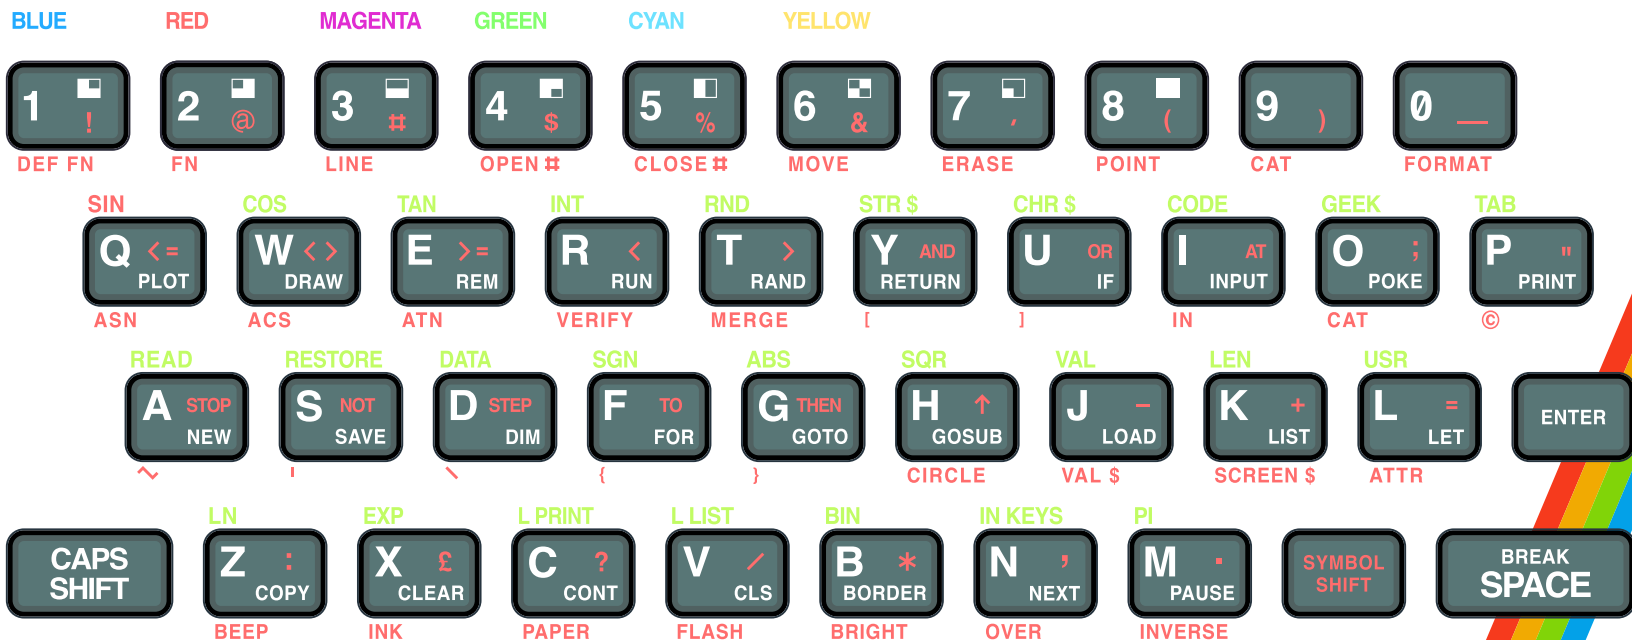 BLUE RED MAGENTA GREEN CYAN YELLOW
1 ! 2 @ 3 # 4 $ 5 % 6 & 7 ' 8 ( 9 ) 0 _
DEF FN FN LINE OPEN # CLOSE # MOVE ERASE POINT CAT FORMAT
SIN COS TAN INT RND STR $ CHR $ CODE GEEK TAB
Q <= W <> E >= R < T > Y AND U OR I AT O ; P "
PLOT DRAW REM RUN RAND RETURN IF INPUT POKE PRINT
ASN ACS ATN VERIFY MERGE [ ] IN CAT ©
READ RESTORE DATA SGN ABS SQR VAL LEN USR
A STOP S NOT D STEP F TO G THEN H ↑ J − K + L = ENTER
NEW SAVE DIM FOR GOTO GOSUB LOAD LIST LET
~ | \ { } CIRCLE VAL $ SCREEN $ ATTR
LN EXP L PRINT L LIST BIN IN KEYS PI
CAPS Z : X £ C ? V / B * N , M . SYMBOL BREAK
SHIFT COPY CLEAR CONT CLS BORDER NEXT PAUSE SHIFT SPACE
BEEP INK PAPER FLASH BRIGHT OVER INVERSE